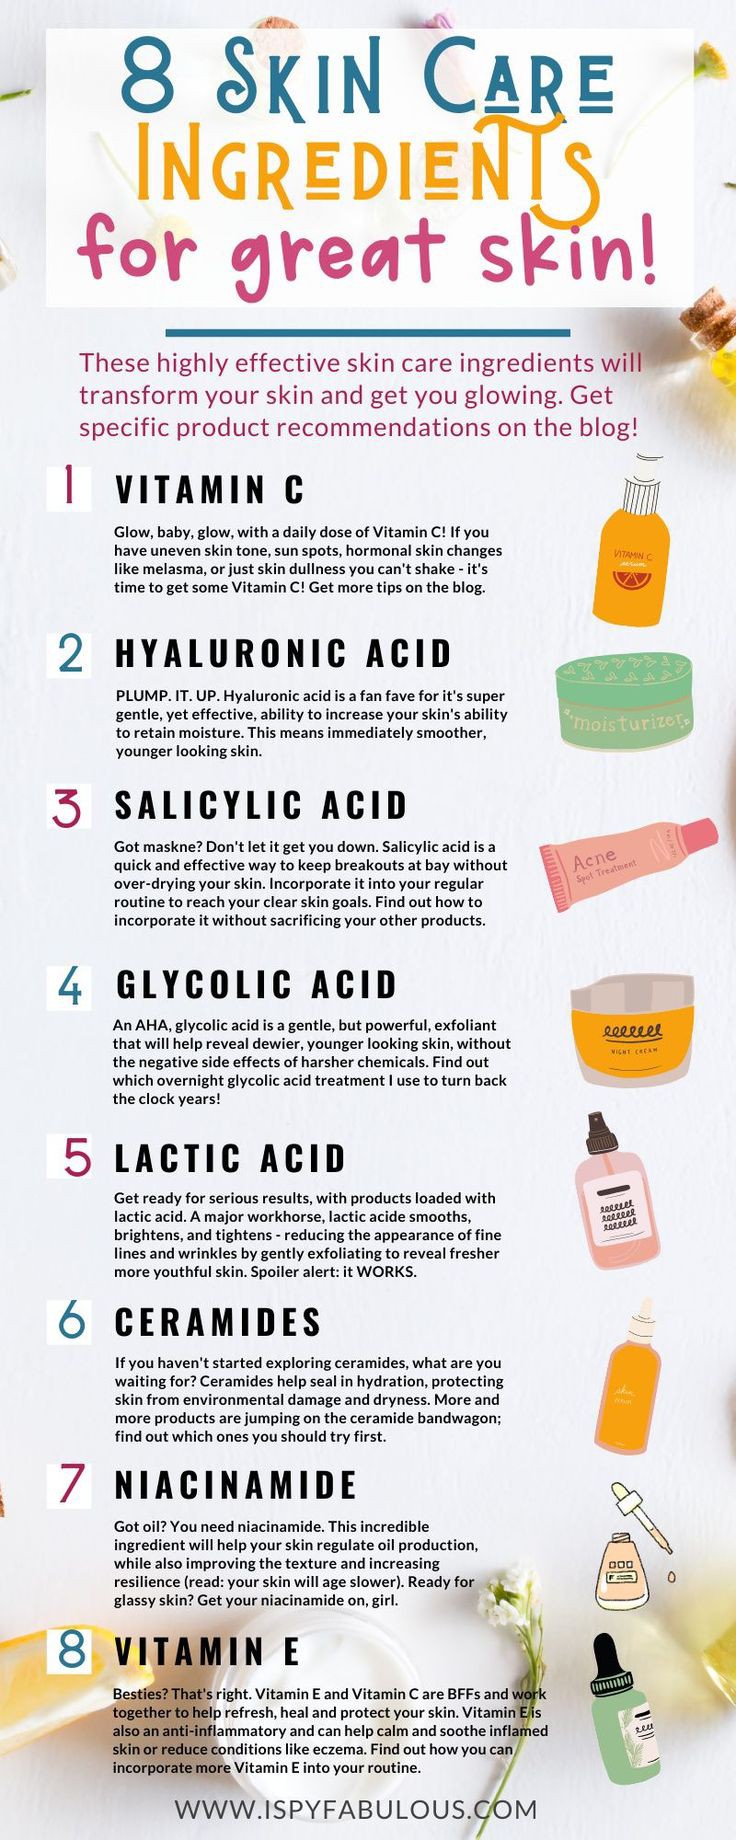 8 Skin Care
Ingredients
for great skin!
These highly effective skin care ingredients will
transform your skin and get you glowing. Get
specific product recommendations on the blog!
1 VITAMIN C
Glow, baby, glow, with a daily dose of Vitamin C! If you
have uneven skin tone, sun spots, hormonal skin changes
like melasma, or just skin dullness you can't shake - it's
time to get some Vitamin C! Get more tips on the blog.
VITAMIN C
serum
2 HYALURONIC ACID
PLUMP. IT. UP. Hyaluronic acid is a fan fave for it's super
gentle, yet effective, ability to increase your skin's ability
to retain moisture. This means immediately smoother,
younger looking skin.
moisturizer
3 SALICYLIC ACID
Got maskne? Don't let it get you down. Salicylic acid is a
quick and effective way to keep breakouts at bay without
over-drying your skin. Incorporate it into your regular
routine to reach your clear skin goals. Find out how to
incorporate it without sacrificing your other products.
Acne
Spot Treatment
4 GLYCOLIC ACID
An AHA, glycolic acid is a gentle, but powerful, exfoliant
that will help reveal dewier, younger looking skin, without
the negative side effects of harsher chemicals. Find out
which overnight glycolic acid treatment I use to turn back
the clock years!
NIGHT CREAM
5 LACTIC ACID
Get ready for serious results, with products loaded with
lactic acid. A major workhorse, lactic acide smooths,
brightens, and tightens - reducing the appearance of fine
lines and wrinkles by gently exfoliating to reveal fresher
more youthful skin. Spoiler alert: it WORKS.
6 CERAMIDES
If you haven't started exploring ceramides, what are you
waiting for? Ceramides help seal in hydration, protecting
skin from environmental damage and dryness. More and
more products are jumping on the ceramide bandwagon;
find out which ones you should try first.
skin
serum
7 NIACINAMIDE
Got oil? You need niacinamide. This incredible
ingredient will help your skin regulate oil production,
while also improving the texture and increasing
resilience (read: your skin will age slower). Ready for
glassy skin? Get your niacinamide on, girl.
8 VITAMIN E
Besties? That's right. Vitamin E and Vitamin C are BFFs and work
together to help refresh, heal and protect your skin. Vitamin E is
also an anti-inflammatory and can help calm and soothe inflamed
skin or reduce conditions like eczema. Find out how you can
incorporate more Vitamin E into your routine.
WWW.ISPYFABULOUS.COM